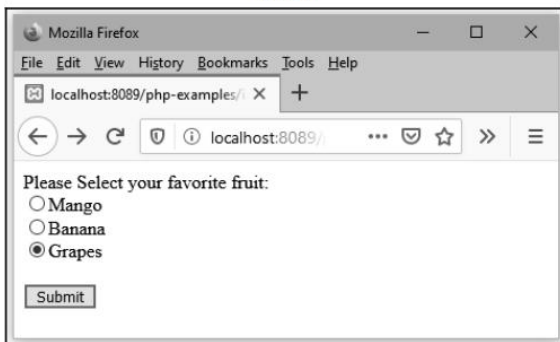 Mozilla Firefox
File Edit View History Bookmarks Tools Help
localhost:8089/php-examples/
localhost:8089/
Please Select your favorite fruit:
Mango
Banana
Grapes
Submit